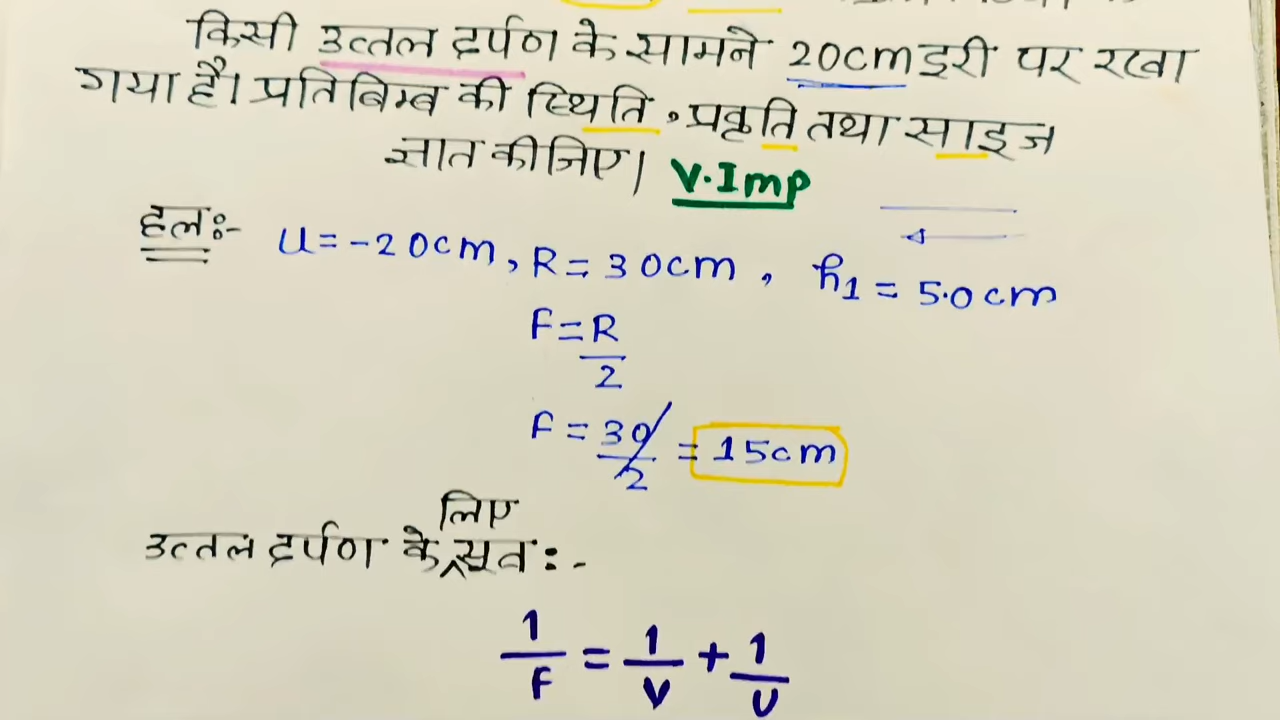 किसी उत्तल दर्पण के सामने 20cm दूरी पर रखा
गया है। प्रतिबिम्ब की स्थिति, प्रकृति तथा साइज
ज्ञात कीजिए। V.Imp
हल:- u = -20cm, R = 30cm, h1 = 5.0cm
F = R/2
F = 30/2 = 15cm
उत्तल दर्पण के लिए सूत्र :-
1/F = 1/V + 1/U